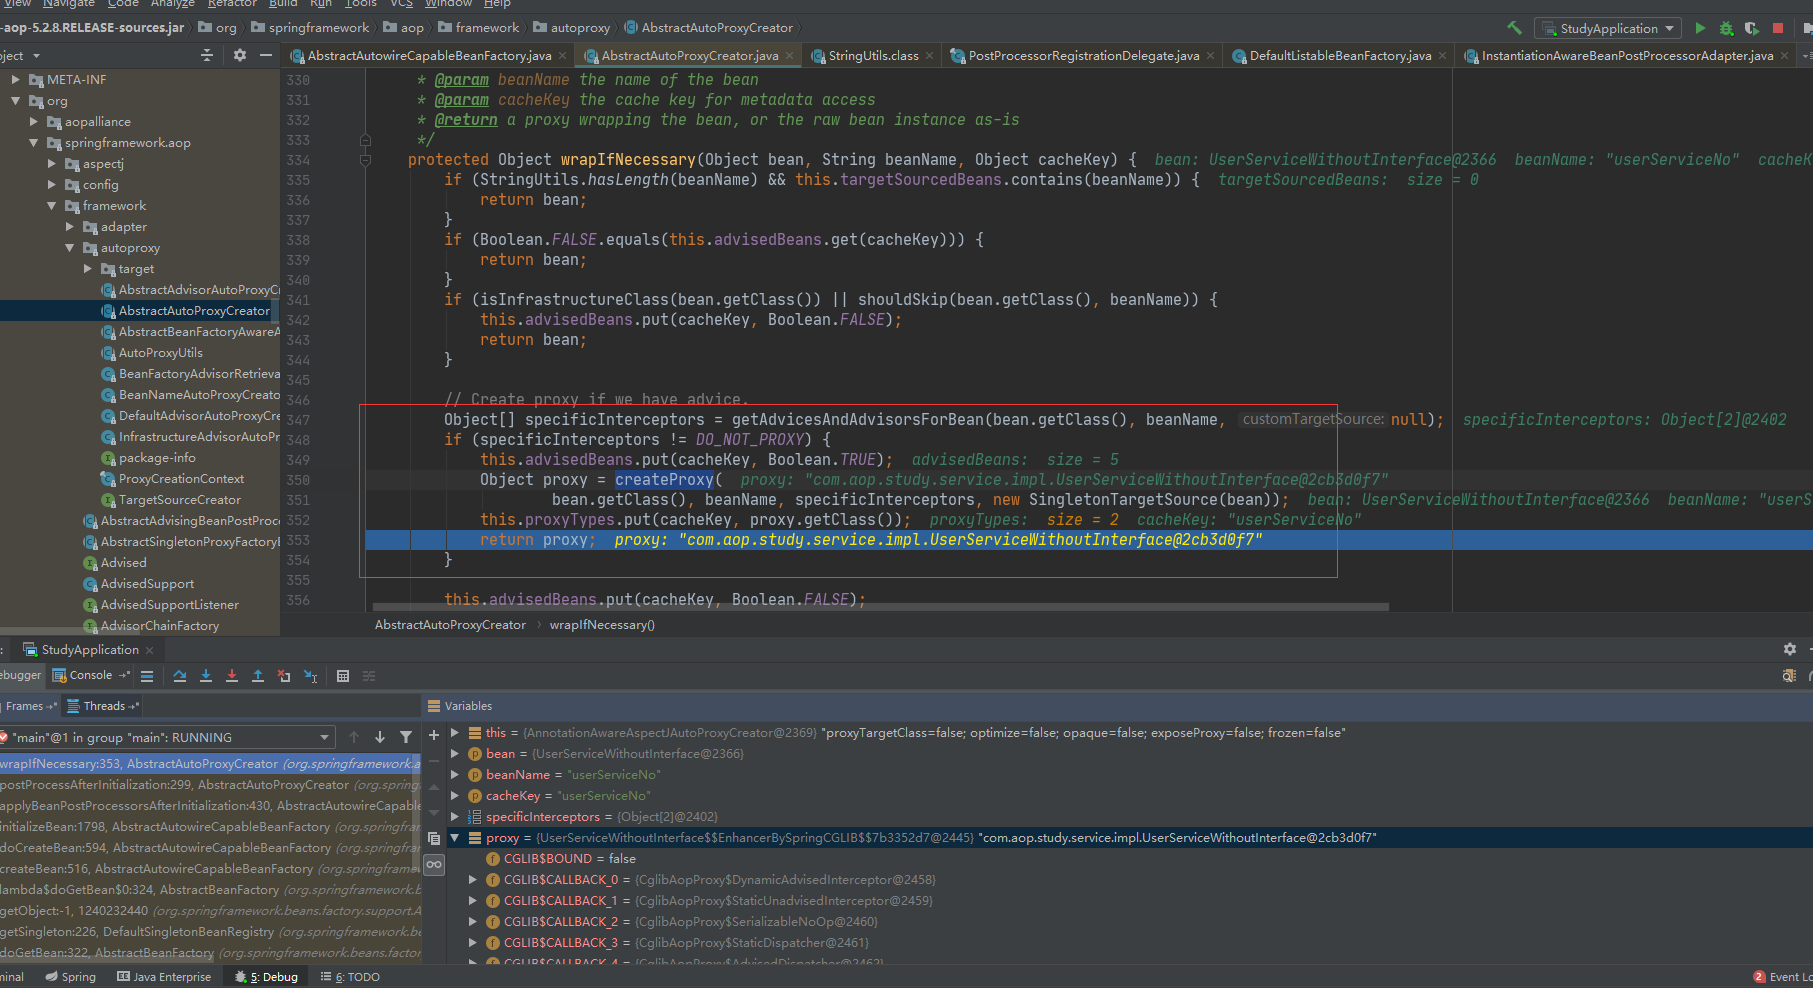 View Navigate Code Analyze Refactor Build Run Tools VCS Window Help
-aop-5.2.8.RELEASE-sources.jar org springframework aop framework autoproxy AbstractAutoProxyCreator StudyApplication
oject AbstractAutowireCapableBeanFactory.java AbstractAutoProxyCreator.java StringUtils.class PostProcessorRegistrationDelegate.java DefaultListableBeanFactory.java InstantiationAwareBeanPostProcessorAdapter.java
META-INF
org
aopalliance
springframework.aop
aspectj
config
framework
adapter
autoproxy
target
AbstractAdvisorAutoProxyC
AbstractAutoProxyCreator
AbstractBeanFactoryAwareA
AutoProxyUtils
BeanFactoryAdvisorRetrieva
BeanNameAutoProxyCreato
DefaultAdvisorAutoProxyCre
InfrastructureAdvisorAutoPr
package-info
ProxyCreationContext
TargetSourceCreator
AbstractAdvisingBeanPostProc
AbstractSingletonProxyFactoryB
Advised
AdvisedSupport
AdvisedSupportListener
AdvisorChainFactory
330 * @param beanName the name of the bean
331 * @param cacheKey the cache key for metadata access
332 * @return a proxy wrapping the bean, or the raw bean instance as-is
333 */
334 protected Object wrapIfNecessary(Object bean, String beanName, Object cacheKey) { bean: UserServiceWithoutInterface@2366 beanName: "userServiceNo" cacheK
335 if (StringUtils.hasLength(beanName) && this.targetSourcedBeans.contains(beanName)) { targetSourcedBeans: size = 0
336 return bean;
337 }
338 if (Boolean.FALSE.equals(this.advisedBeans.get(cacheKey))) {
339 return bean;
340 }
341 if (isInfrastructureClass(bean.getClass()) || shouldSkip(bean.getClass(), beanName)) {
342 this.advisedBeans.put(cacheKey, Boolean.FALSE);
343 return bean;
344 }
345
346 // Create proxy if we have advice.
347 Object[] specificInterceptors = getAdvicesAndAdvisorsForBean(bean.getClass(), beanName, customTargetSource: null); specificInterceptors: Object[2]@2402
348 if (specificInterceptors != DO_NOT_PROXY) {
349 this.advisedBeans.put(cacheKey, Boolean.TRUE); advisedBeans: size = 5
350 Object proxy = createProxy( proxy: "com.aop.study.service.impl.UserServiceWithoutInterface@2cb3d0f7"
351 bean.getClass(), beanName, specificInterceptors, new SingletonTargetSource(bean)); bean: UserServiceWithoutInterface@2366 beanName: "userS
352 this.proxyTypes.put(cacheKey, proxy.getClass()); proxyTypes: size = 2 cacheKey: "userServiceNo"
353 return proxy; proxy: "com.aop.study.service.impl.UserServiceWithoutInterface@2cb3d0f7"
354 }
355
356 this.advisedBeans.put(cacheKey, Boolean.FALSE);
AbstractAutoProxyCreator › wrapIfNecessary()
: StudyApplication
ebugger Console
Frames Threads
"main"@1 in group "main": RUNNING
wrapIfNecessary:353, AbstractAutoProxyCreator (org.springframework.a
postProcessAfterInitialization:299, AbstractAutoProxyCreator (org.sprin
applyBeanPostProcessorsAfterInitialization:430, AbstractAutowireCapabl
initializeBean:1798, AbstractAutowireCapableBeanFactory (org.springfra
doCreateBean:594, AbstractAutowireCapableBeanFactory (org.springfra
createBean:516, AbstractAutowireCapableBeanFactory (org.springframew
lambda$doGetBean$0:324, AbstractBeanFactory (org.springframework.b
getObject:-1, 1240232440 (org.springframework.beans.factory.support.A
getSingleton:226, DefaultSingletonBeanRegistry (org.springframework.be
doGetBean:322, AbstractBeanFactory (org.springframework.beans.factor
Variables
this = {AnnotationAwareAspectJAutoProxyCreator@2369} "proxyTargetClass=false; optimize=false; opaque=false; exposeProxy=false; frozen=false"
bean = {UserServiceWithoutInterface@2366}
beanName = "userServiceNo"
cacheKey = "userServiceNo"
specificInterceptors = {Object[2]@2402}
proxy = {UserServiceWithoutInterface$$EnhancerBySpringCGLIB$$7b3352d7@2445} "com.aop.study.service.impl.UserServiceWithoutInterface@2cb3d0f7"
CGLIB$BOUND = false
CGLIB$CALLBACK_0 = {CglibAopProxy$DynamicAdvisedInterceptor@2458}
CGLIB$CALLBACK_1 = {CglibAopProxy$StaticUnadvisedInterceptor@2459}
CGLIB$CALLBACK_2 = {CglibAopProxy$SerializableNoOp@2460}
CGLIB$CALLBACK_3 = {CglibAopProxy$StaticDispatcher@2461}
CGLIB$CALLBACK_4 = {CglibAopProxy$AdvisedDispatcher@2462}
minal Spring Java Enterprise 5: Debug 6: TODO 2 Event Lo